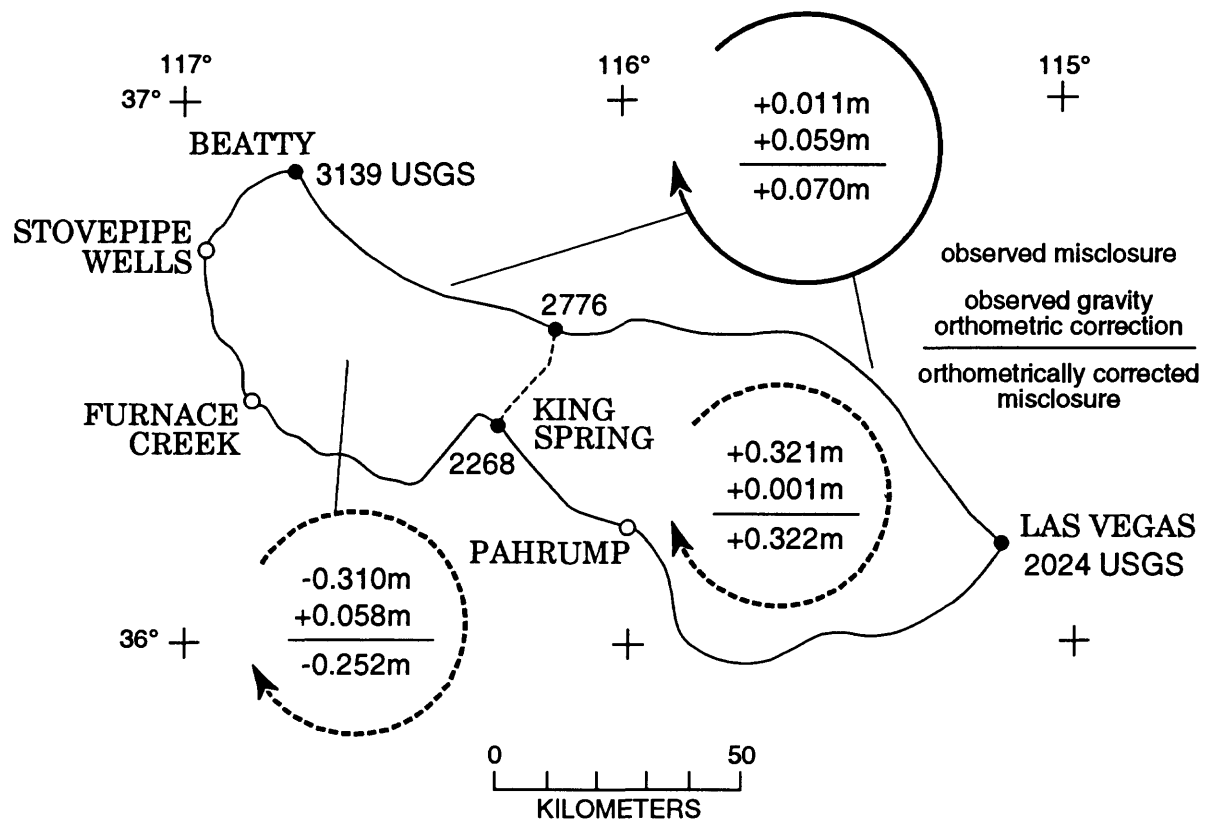 117°
116°
115°
37°
BEATTY
3139 USGS
+0.011m
+0.059m
+0.070m
STOVEPIPE
WELLS
observed misclosure
observed gravity
orthometric correction
orthometrically corrected
misclosure
2776
FURNACE
CREEK
KING
SPRING
2268
+0.321m
+0.001m
+0.322m
PAHRUMP
LAS VEGAS
2024 USGS
-0.310m
+0.058m
-0.252m
36°
0
50
KILOMETERS